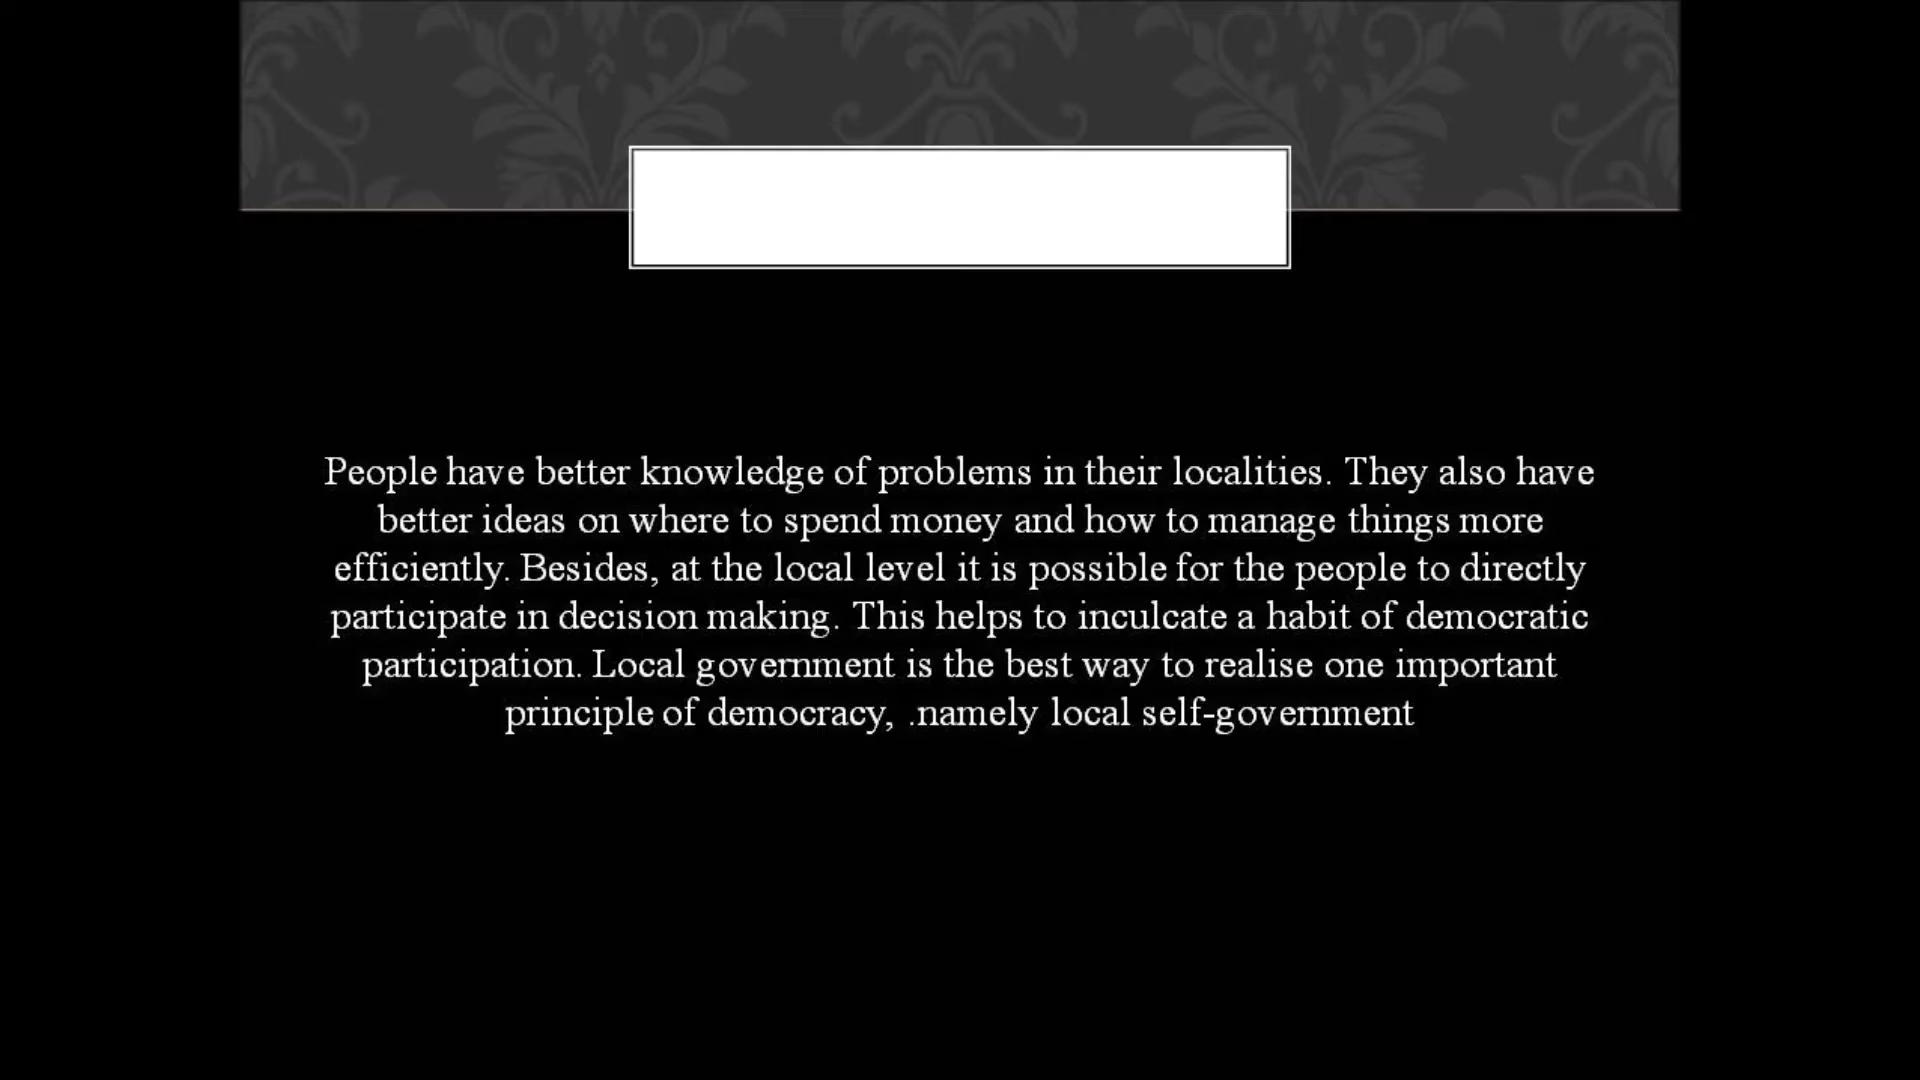 People have better knowledge of problems in their localities. They also have
better ideas on where to spend money and how to manage things more
efficiently. Besides, at the local level it is possible for the people to directly
participate in decision making. This helps to inculcate a habit of democratic
participation. Local government is the best way to realise one important
principle of democracy, .namely local self-government